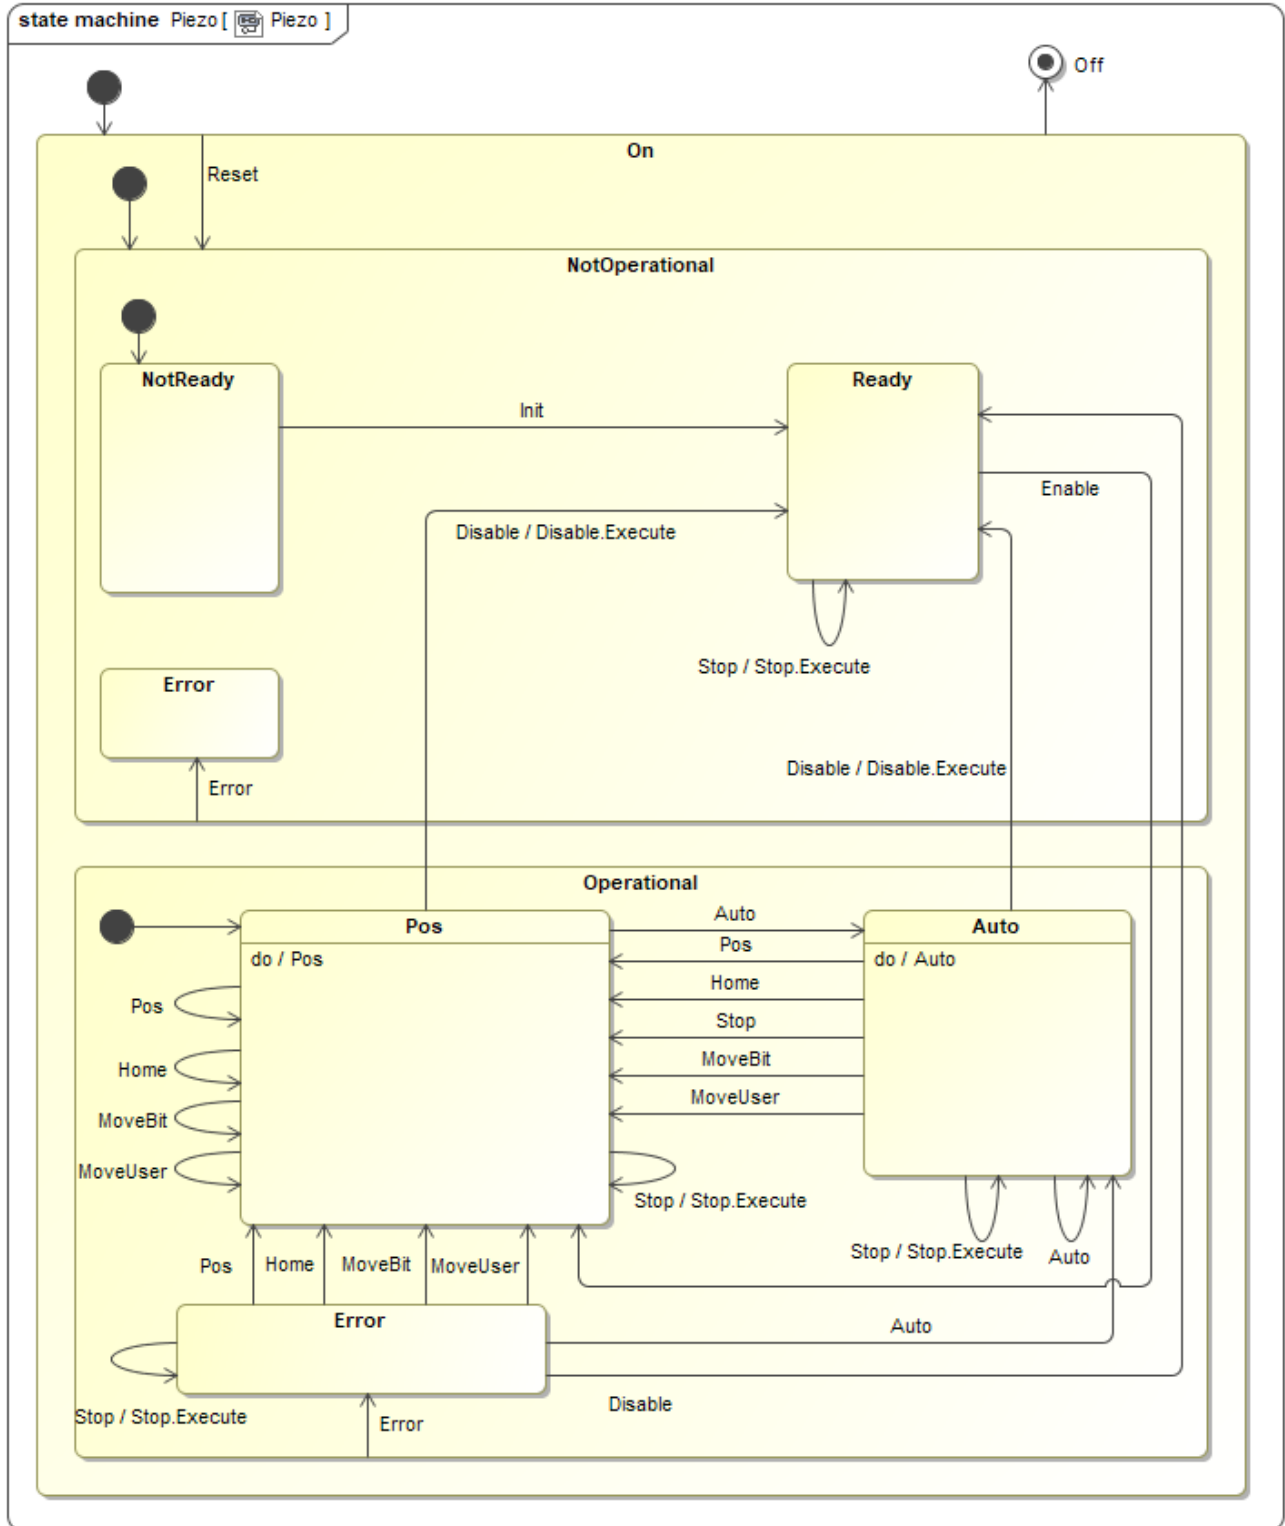 state machine Piezo [ Piezo ]
Off
On
Reset
NotOperational
NotReady
Ready
Init
Enable
Disable / Disable.Execute
Stop / Stop.Execute
Error
Disable / Disable.Execute
Error
Operational
Auto
Pos
Auto
Pos
do / Pos
do / Auto
Home
Pos
Stop
Home
MoveBit
MoveUser
MoveBit
MoveUser
Stop / Stop.Execute
Stop / Stop.Execute
Auto
Pos
Home
MoveBit
MoveUser
Error
Auto
Disable
Stop / Stop.Execute
Error